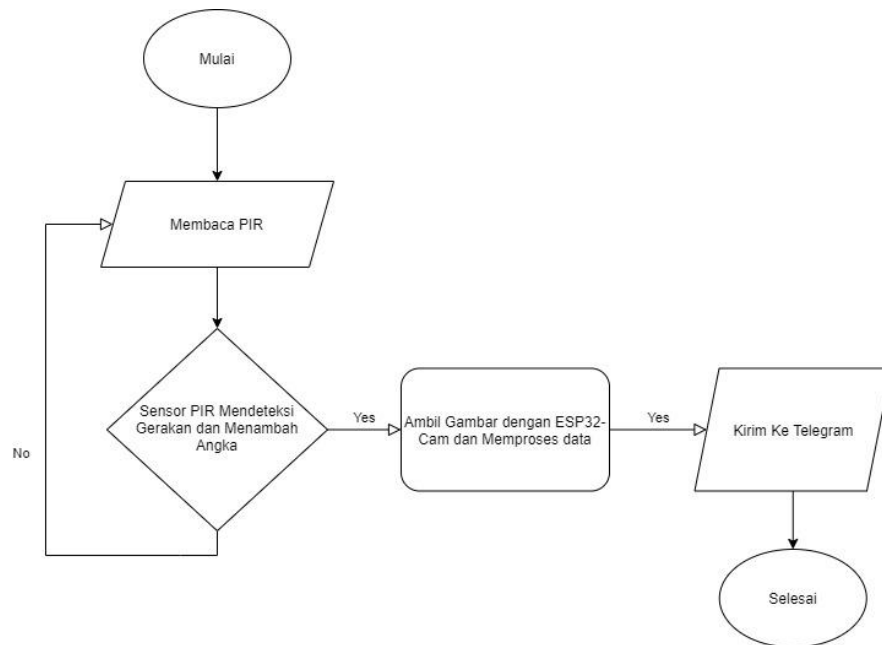 Mulai
Membaca PIR
Sensor PIR Mendeteksi
Gerakan dan Menambah
Angka
Yes
Ambil Gambar dengan ESP32-
Cam dan Memproses data
Yes
Kirim Ke Telegram
No
Selesai